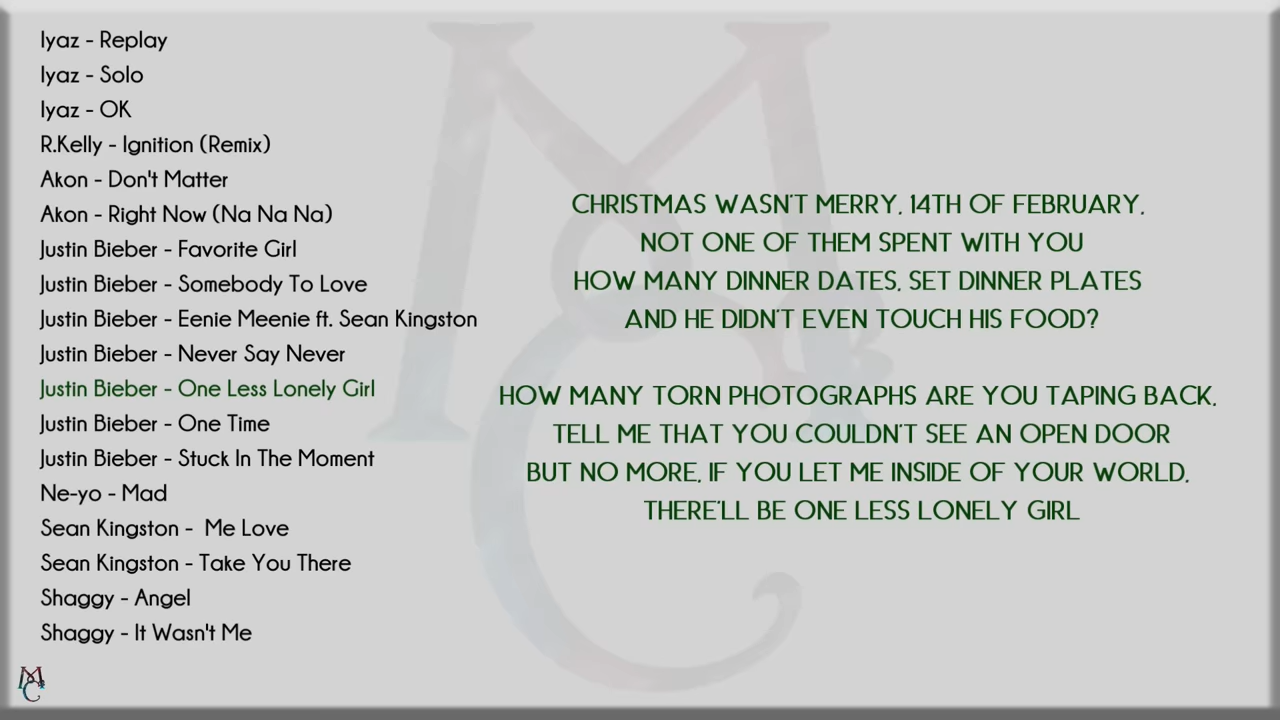 Iyaz - Replay
Iyaz - Solo
Iyaz - OK
R.Kelly - Ignition (Remix)
Akon - Don't Matter
Akon - Right Now (Na Na Na)
Justin Bieber - Favorite Girl
Justin Bieber - Somebody To Love
Justin Bieber - Eenie Meenie ft. Sean Kingston
Justin Bieber - Never Say Never
Justin Bieber - One Less Lonely Girl
Justin Bieber - One Time
Justin Bieber - Stuck In The Moment
Ne-yo - Mad
Sean Kingston -  Me Love
Sean Kingston - Take You There
Shaggy - Angel
Shaggy - It Wasn't Me
CHRISTMAS WASN'T MERRY, 14TH OF FEBRUARY,
NOT ONE OF THEM SPENT WITH YOU
HOW MANY DINNER DATES, SET DINNER PLATES
AND HE DIDN'T EVEN TOUCH HIS FOOD?
HOW MANY TORN PHOTOGRAPHS ARE YOU TAPING BACK,
TELL ME THAT YOU COULDN'T SEE AN OPEN DOOR
BUT NO MORE, IF YOU LET ME INSIDE OF YOUR WORLD,
THERE'LL BE ONE LESS LONELY GIRL
MC